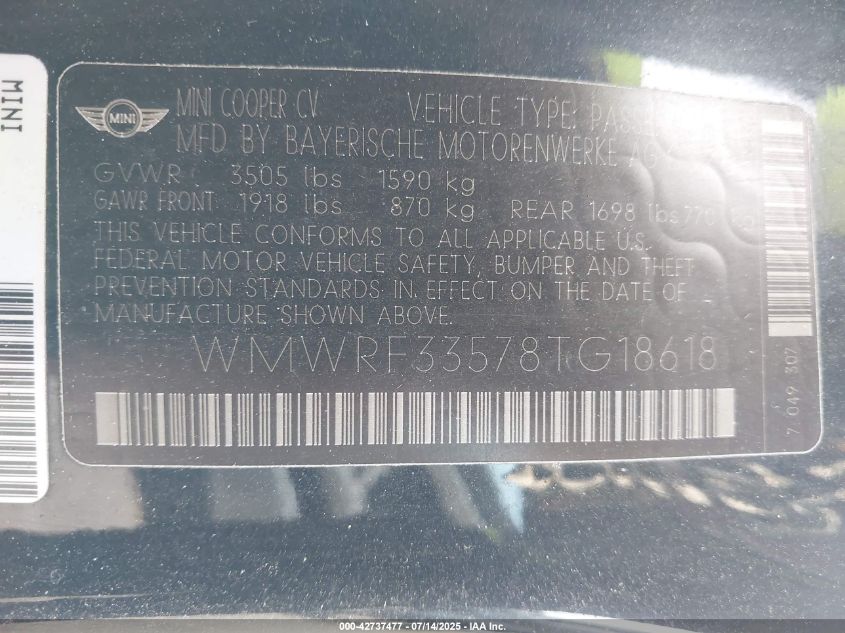 MINI
MINI
MINI COOPER CV VEHICLE TYPE:
MFD BY BAYERISCHE MOTORENWERKE AG
GVWR 3505 lbs 1590 kg
GAWR FRONT 1918 lbs 870 kg REAR 1698 lbs 770
THIS VEHICLE CONFORMS TO ALL APPLICABLE U.S.
FEDERAL MOTOR VEHICLE SAFETY, BUMPER AND THEFT
PREVENTION STANDARDS IN EFFECT ON THE DATE OF
MANUFACTURE SHOWN ABOVE.
WMWRF33578TG18618
7 049 307
000-42737477 - 07/14/2025 - IAA Inc.